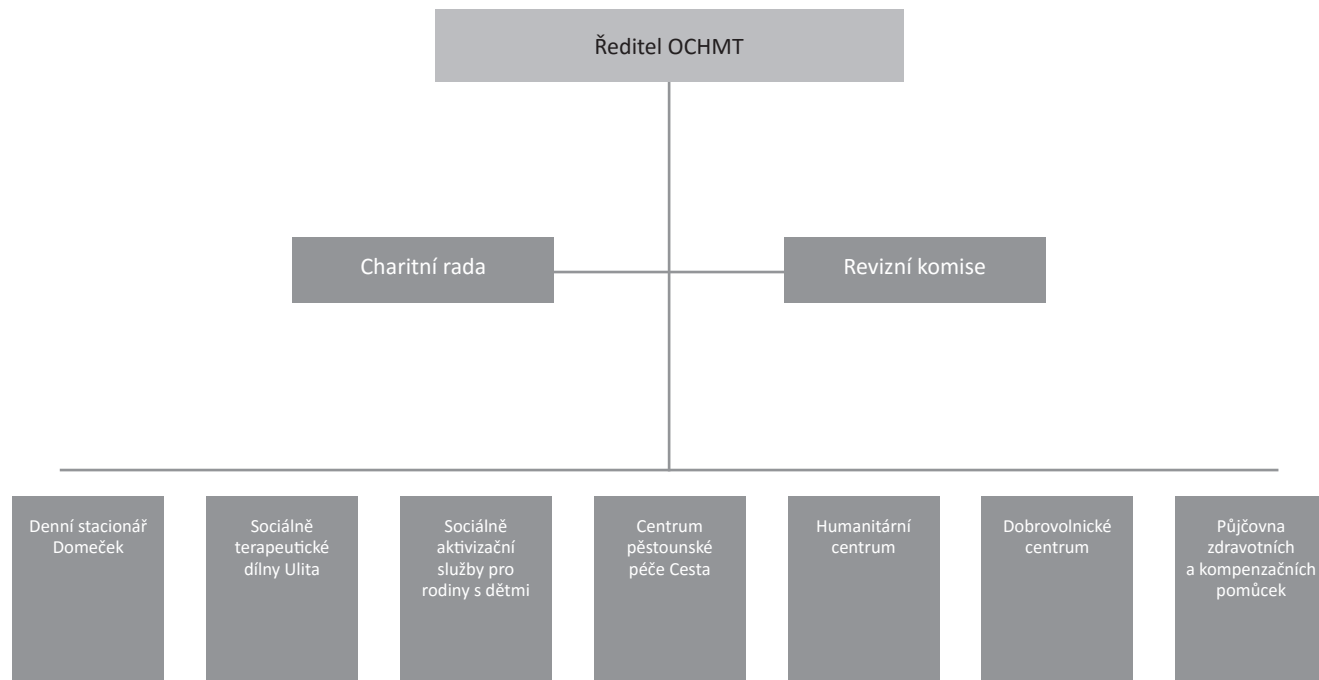 Ředitel OCHMT
Charitní rada
Revizní komise
Denní stacionář
Domeček
Sociálně
terapeutické
dílny Ulita
Sociálně
aktivizační
služby pro
rodiny s dětmi
Centrum
pěstounské
péče Cesta
Humanitární
centrum
Dobrovolnické
centrum
Půjčovna
zdravotních
a kompenzačních
pomůcek